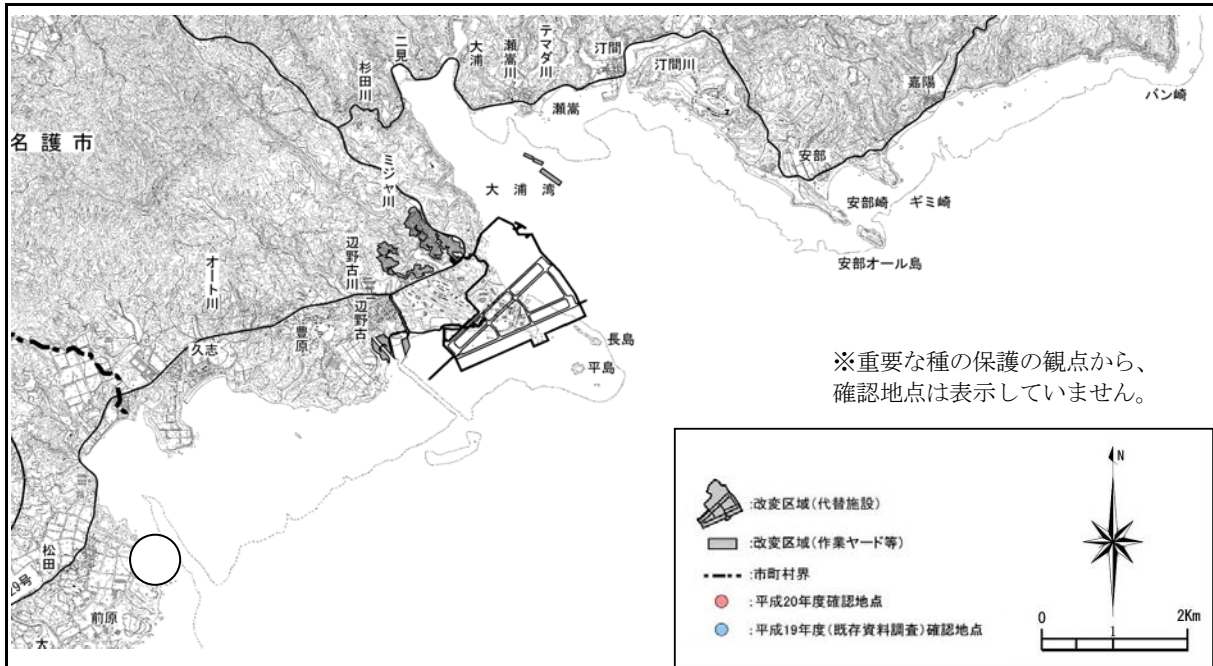 二見
大浦
瀬嵩川
テマダ川
汀間
汀間川
杉田川
瀬嵩
嘉陽
バン崎
名護市
ミジャ川
大浦湾
安部
安部崎
ギミ崎
安部オール島
辺野古川
辺野古
オート川
豊原
久志
長島
平島
※重要な種の保護の観点から、
確認地点は表示していません。
松田
29号
前原
大
:改変区域(代替施設)
:改変区域(作業ヤード等)
:市町村界
:平成20年度確認地点
:平成19年度(既存資料調査)確認地点
N
0 1 2Km